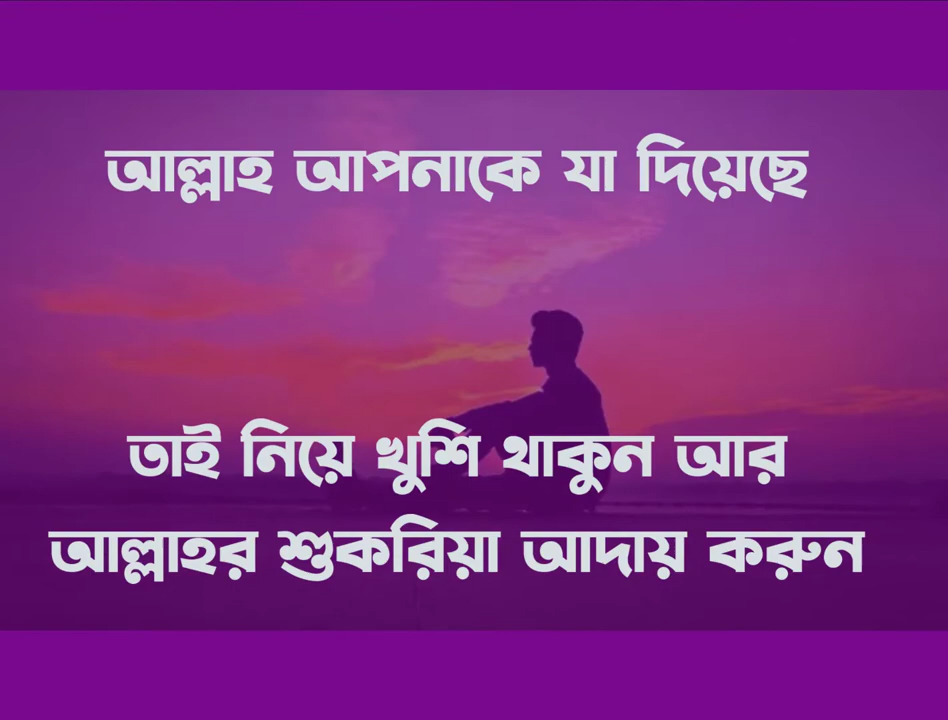 আল্লাহ আপনাকে যা দিয়েছে
তাই নিয়ে খুশি থাকুন আর
আল্লাহর শুকরিয়া আদায় করুন